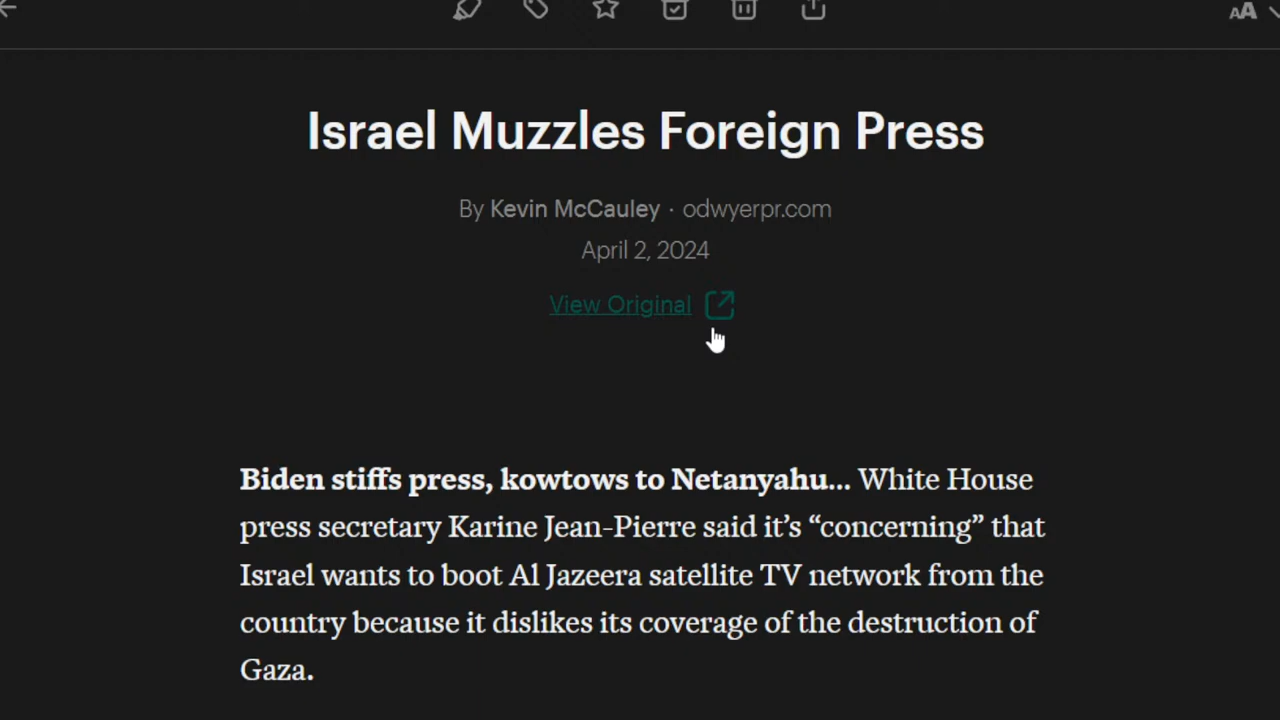 AA
Israel Muzzles Foreign Press
By Kevin McCauley · odwyerpr.com
April 2, 2024
View Original
Biden stiffs press, kowtows to Netanyahu... White House
press secretary Karine Jean-Pierre said it’s “concerning” that
Israel wants to boot Al Jazeera satellite TV network from the
country because it dislikes its coverage of the destruction of
Gaza.